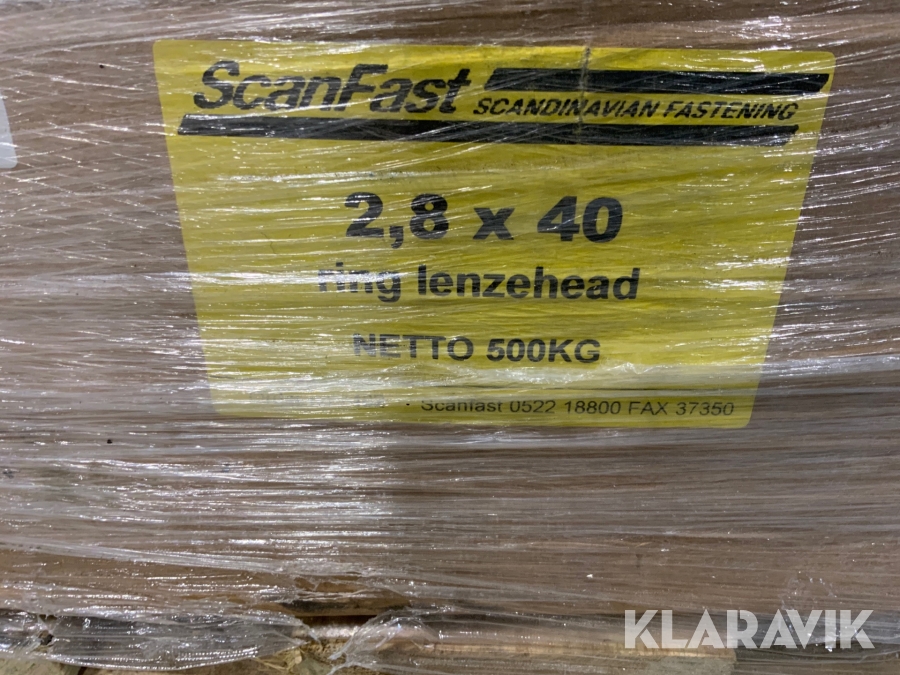 ScanFast
SCANDINAVIAN FASTENING
2,8 x 40
ring lenzehead
NETTO 500KG
Scanfast 0522 18800 FAX 37350
KLARAVIK